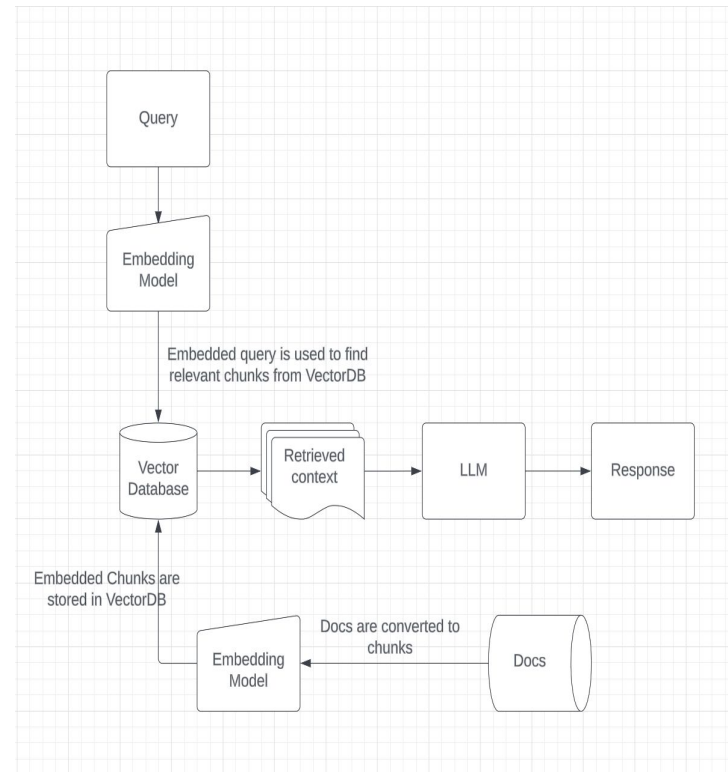 Query
Embedding
Model
Embedded query is used to find
relevant chunks from VectorDB
Vector
Database
Retrieved
context
LLM
Response
Embedded Chunks are
stored in VectorDB
Embedding
Model
Docs are converted to
chunks
Docs